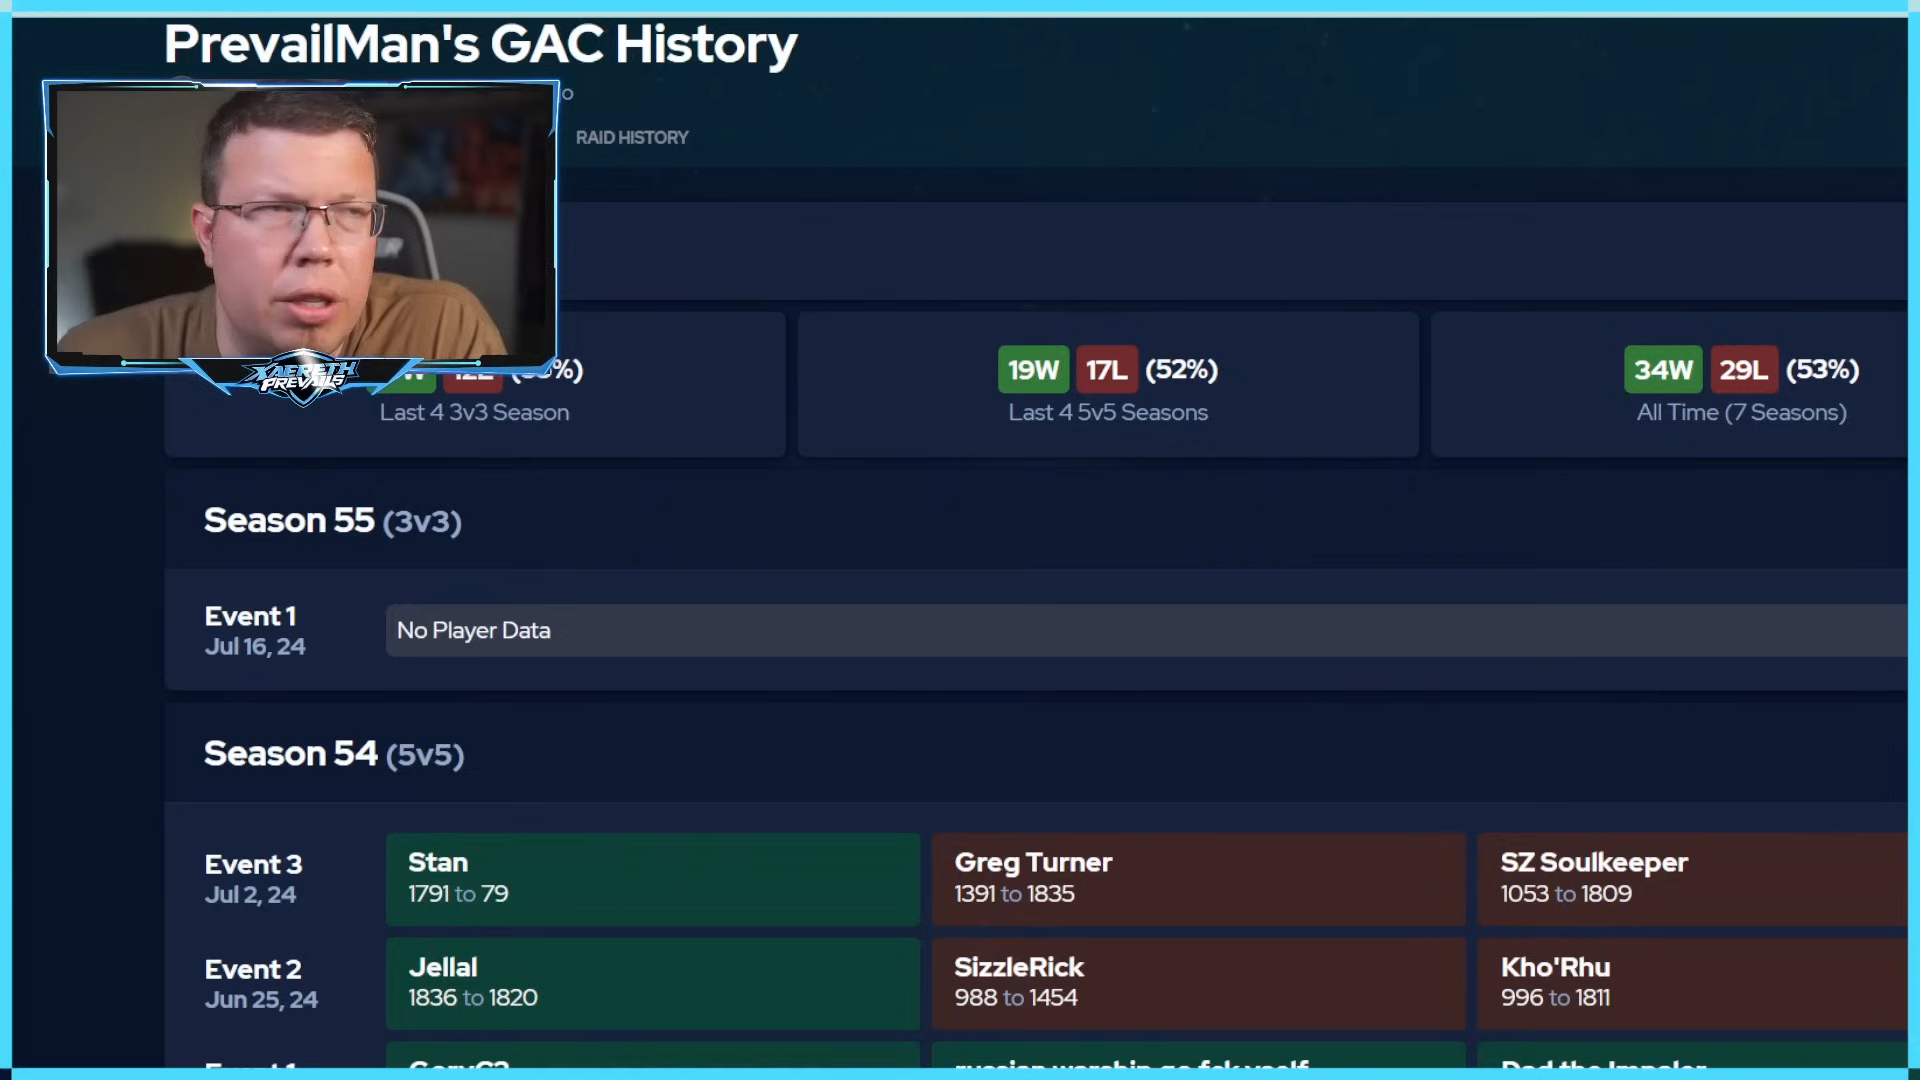 PrevailMan's GAC History
RAID HISTORY
XAERETH
PREVAILS
Last 4 3v3 Season
19W 17L (52%)
Last 4 5v5 Seasons
34W 29L (53%)
All Time (7 Seasons)
Season 55 (3v3)
Event 1
Jul 16, 24
No Player Data
Season 54 (5v5)
Event 3
Jul 2, 24
Stan
1791 to 79
Greg Turner
1391 to 1835
SZ Soulkeeper
1053 to 1809
Event 2
Jun 25, 24
Jellal
1836 to 1820
SizzleRick
988 to 1454
Kho'Rhu
996 to 1811